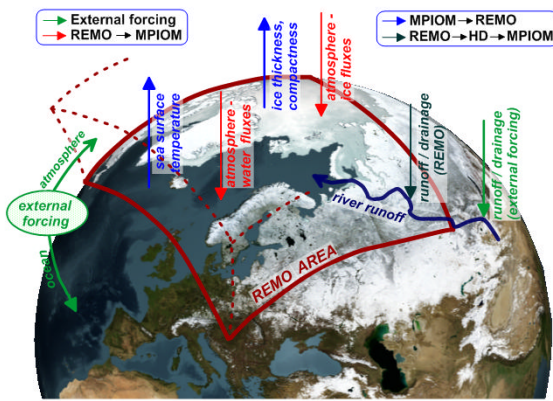 External forcing
REMO → MPIOM
MPIOM→REMO
REMO→HD→MPIOM
sea surface
temperature
atmosphere -
water fluxes
ice thickness,
compactness
atmosphere -
ice fluxes
runoff / drainage
(REMO)
runoff / drainage
(external forcing)
atmosphere
external
forcing
ocean
river runoff
REMO AREA